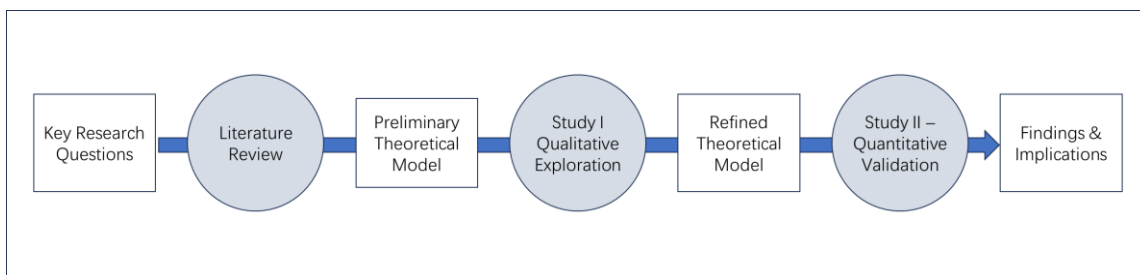 Key Research
Questions
Literature
Review
Preliminary
Theoretical
Model
Study I
Qualitative
Exploration
Refined
Theoretical
Model
Study II –
Quantitative
Validation
Findings &
Implications